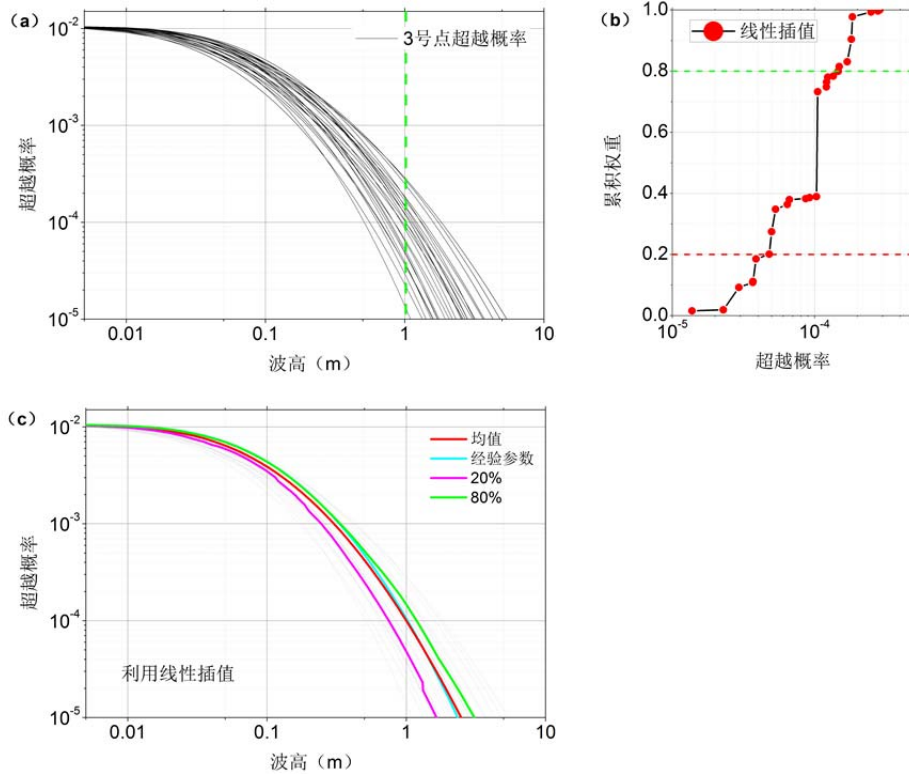 （a）
10-2
10-3
10-4
10-5
超越概率
3号点超越概率
0.01
0.1
1
10
波高（m）
（b）
1.0
0.8
0.6
0.4
0.2
0.0
累积权重
线性插值
10-5
10-4
超越概率
（c）
10-2
10-3
10-4
10-5
超越概率
均值
经验参数
20%
80%
利用线性插值
0.01
0.1
1
10
波高（m）